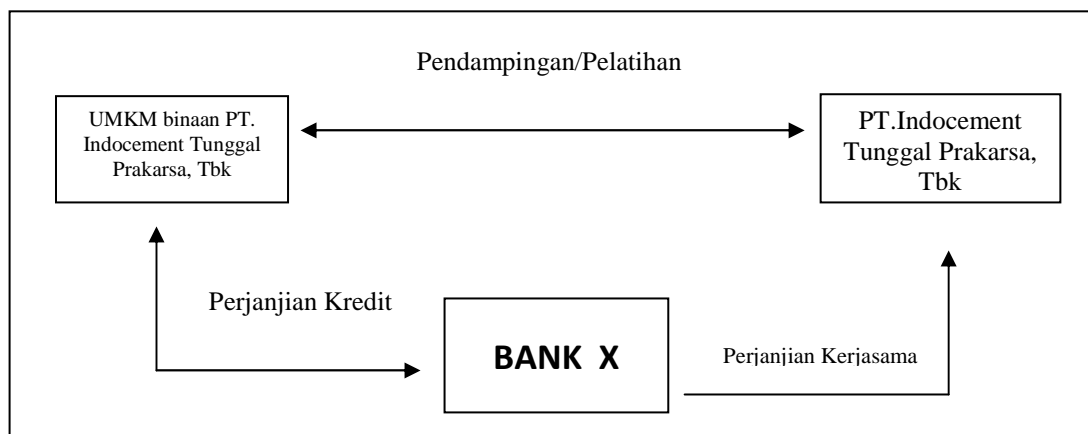 Pendampingan/Pelatihan
UMKM binaan PT.
Indocement Tunggal
Prakarsa, Tbk
PT.Indocement
Tunggal Prakarsa,
Tbk
Perjanjian Kredit
BANK X
Perjanjian Kerjasama